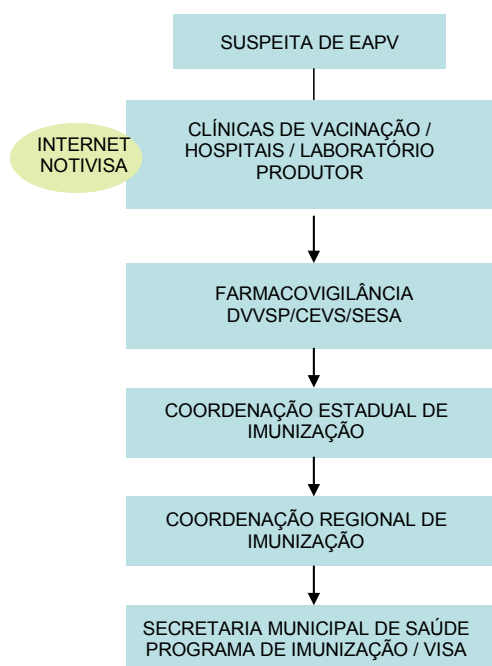 SUSPEITA DE EAPV
INTERNET
NOTIVISA
CLÍNICAS DE VACINAÇÃO /
HOSPITAIS / LABORATÓRIO
PRODUTOR
FARMACOVIGILÂNCIA
DVVSP/CEVS/SESA
COORDENAÇÃO ESTADUAL DE
IMUNIZAÇÃO
COORDENAÇÃO REGIONAL DE
IMUNIZAÇÃO
SECRETARIA MUNICIPAL DE SAÚDE
PROGRAMA DE IMUNIZAÇÃO / VISA